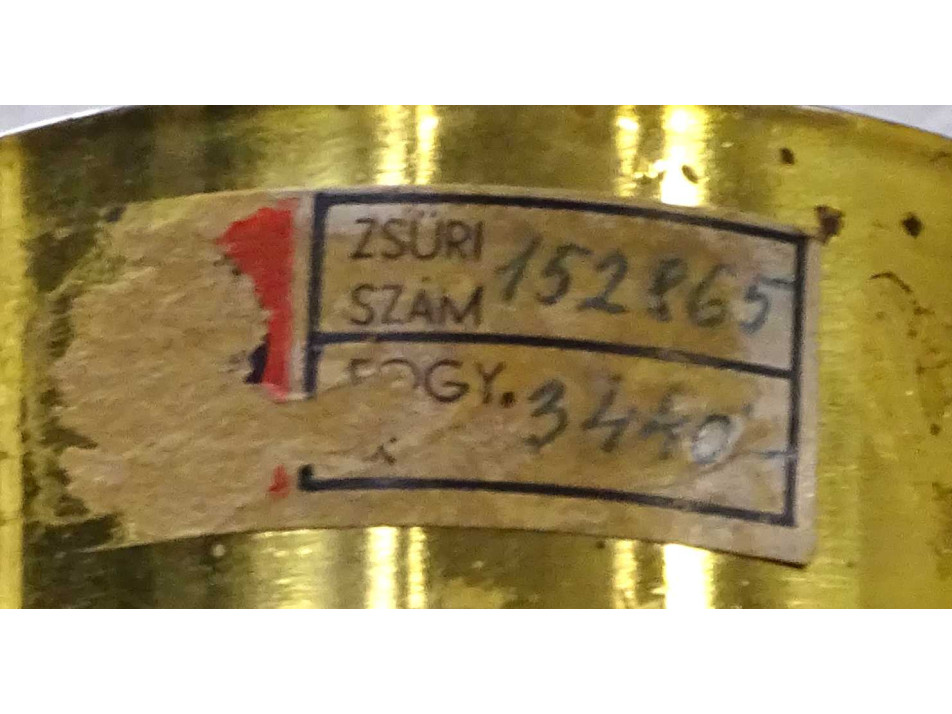 ZSÜRI
SZÁM 152865
FOGY. 3440,-